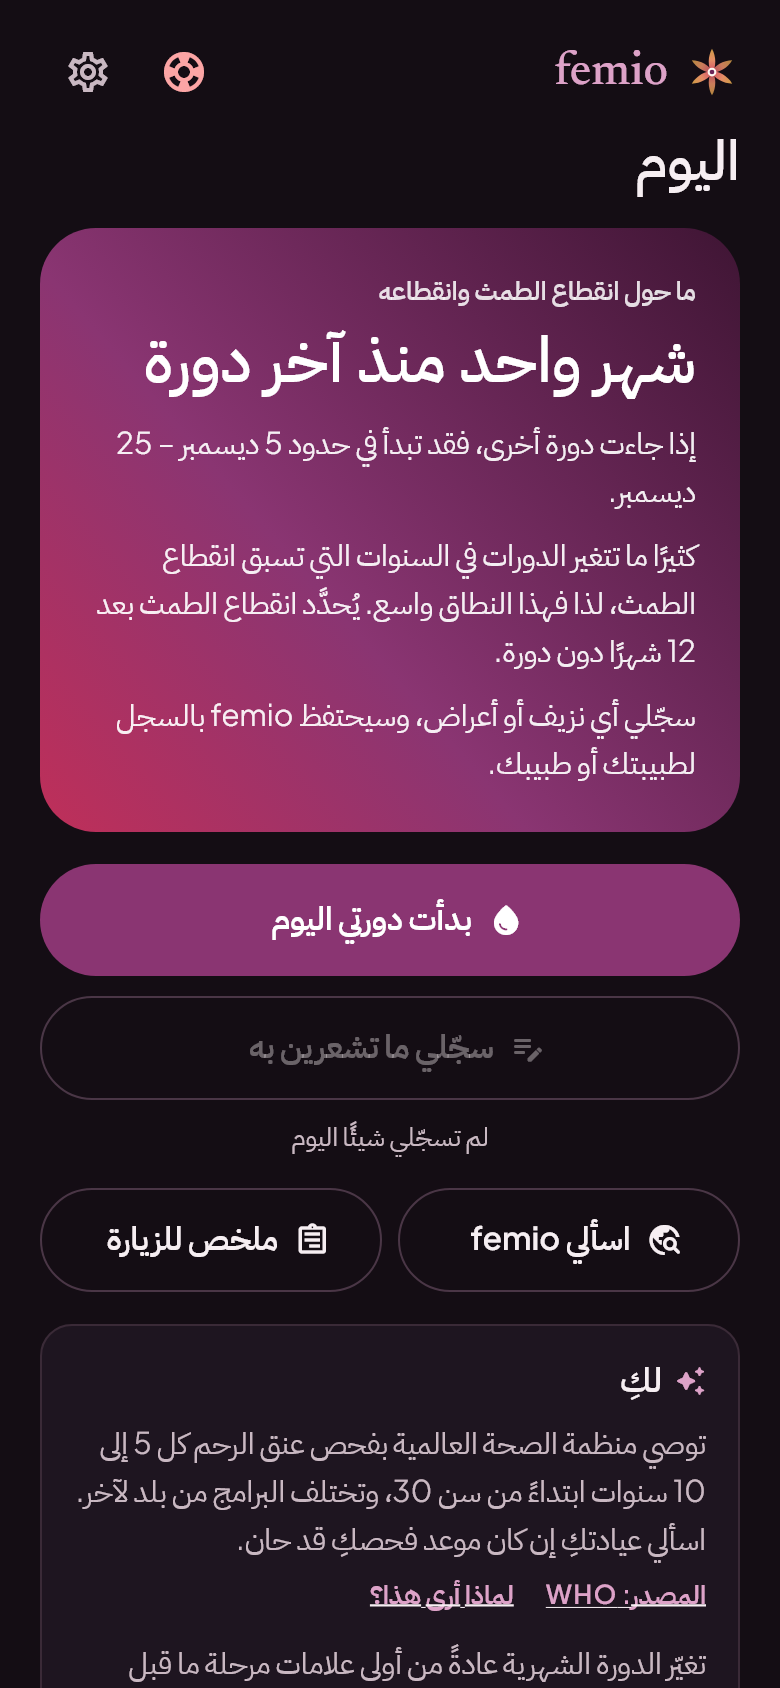 femio
اليوم
ما حول انقطاع الطمث وانقطاعه
شهر واحد منذ آخر دورة
إذا جاءت دورة أخرى، فقد تبدأ في حدود 5 ديسمبر – 25
ديسمبر.
كثيرًا ما تتغير الدورات في السنوات التي تسبق انقطاع
الطمث، لذا فهذا النطاق واسع. يُحدَّد انقطاع الطمث بعد
12 شهرًا دون دورة.
سجّلي أي نزيف أو أعراض، وسيحتفظ femio بالسجل
لطبيبتك أو طبيبك.
بدأت دورتي اليوم
سجّلي ما تشعرين به
لم تسجّلي شيئًا اليوم
اسألي femio
ملخص للزيارة
لكِ
توصي منظمة الصحة العالمية بفحص عنق الرحم كل 5 إلى
10 سنوات ابتداءً من سن 30، وتختلف البرامج من بلد لآخر.
اسألي عيادتكِ إن كان موعد فحصكِ قد حان.
المصدر: WHO لماذا أرى هذا؟
تغيّر الدورة الشهرية عادةً من أولى علامات مرحلة ما قبل